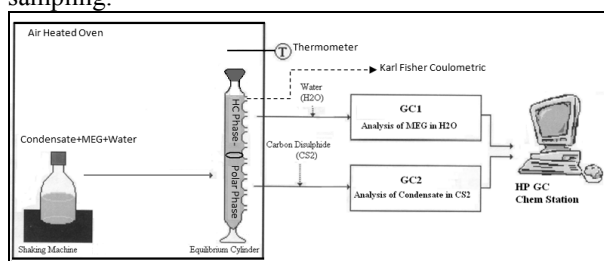 sampling.
Air Heated Oven
T
Thermometer
Karl Fisher Coulometric
Water
(H2O)
GC1
Analysis of MEG in H2O
HC Phase-
Condensate+MEG+Water
Carbon Disulphide
(CS2)
Polar Phase
GC2
Analysis of Condensate in CS2
HP GC
Chem Station
Shaking Machine
Equilibrium Cylinder